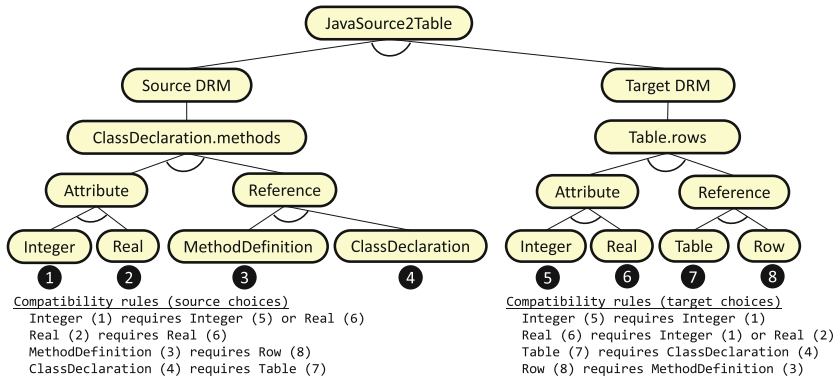 JavaSource2Table
Source DRM
Target DRM
ClassDeclaration.methods
Table.rows
Attribute
Reference
Attribute
Reference
Integer
Real
MethodDefinition
ClassDeclaration
Integer
Real
Table
Row
1
2
3
4
5
6
7
8
Compatibility rules (source choices)
Integer (1) requires Integer (5) or Real (6)
Real (2) requires Real (6)
MethodDefinition (3) requires Row (8)
ClassDeclaration (4) requires Table (7)
Compatibility rules (target choices)
Integer (5) requires Integer (1)
Real (6) requires Integer (1) or Real (2)
Table (7) requires ClassDeclaration (4)
Row (8) requires MethodDefinition (3)